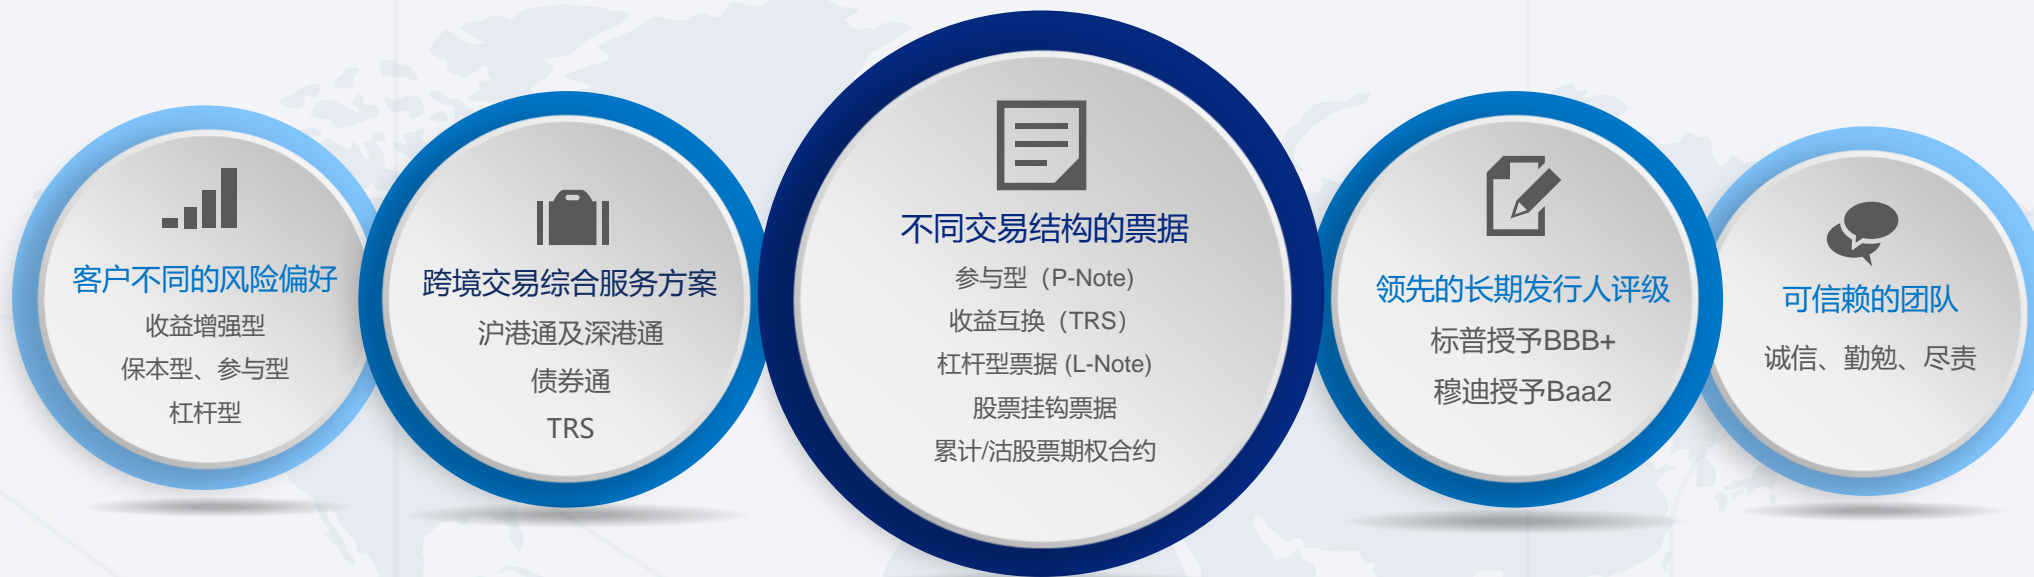 客户不同的风险偏好
收益增强型
保本型、参与型
杠杆型
跨境交易综合服务方案
沪港通及深港通
债券通
TRS
不同交易结构的票据
参与型（P-Note)
收益互换（TRS）
杠杆型票据 (L-Note)
股票挂钩票据
累计/沽股票期权合约
领先的长期发行人评级
标普授予BBB+
穆迪授予Baa2
可信赖的团队
诚信、勤勉、尽责